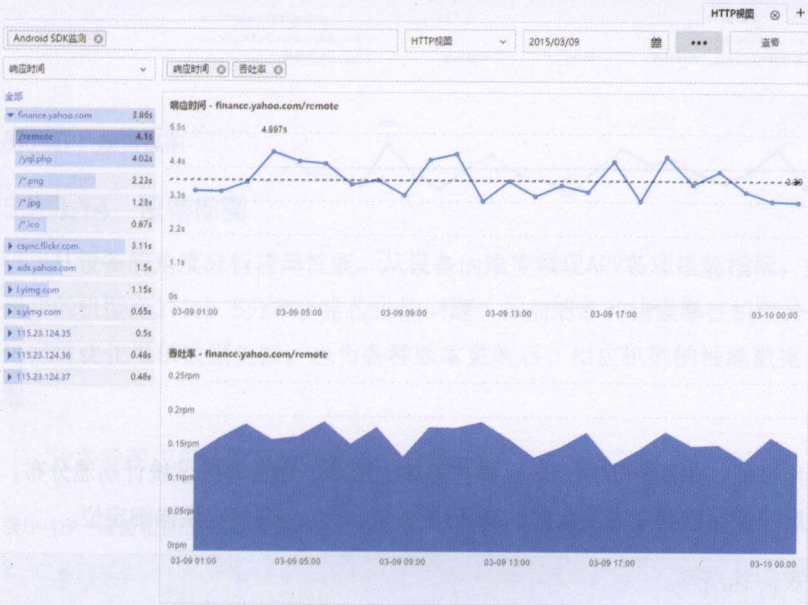 HTTP视图
+
Android SDK监测
HTTP视图
2015/03/09
•••
响应时间
响应时间
吞吐率
全部
finance.yahoo.com 3.86s
/remote 4.1s
/yql.php 4.02s
/*.png 2.23s
/*.jpg 1.28s
/*.ico 0.87s
csync.flickr.com 3.11s
ads.yahoo.com 1.5s
l.yimg.com 1.15s
s.yimg.com 0.65s
115.23.124.35 0.5s
115.23.124.36 0.48s
115.23.124.37 0.48s
响应时间 - finance.yahoo.com/remote
5.5s
4.897s
4.4s
3.3s
2.2s
1.1s
0s
03-09 01:00 03-09 05:00 03-09 09:00 03-09 13:00 03-09 17:00 03-10 00:00
吞吐率 - finance.yahoo.com/remote
0.25rpm
0.2rpm
0.15rpm
0.1rpm
0.05rpm
0rpm
03-09 01:00 03-09 05:00 03-09 09:00 03-09 13:00 03-09 17:00 03-10 00:00